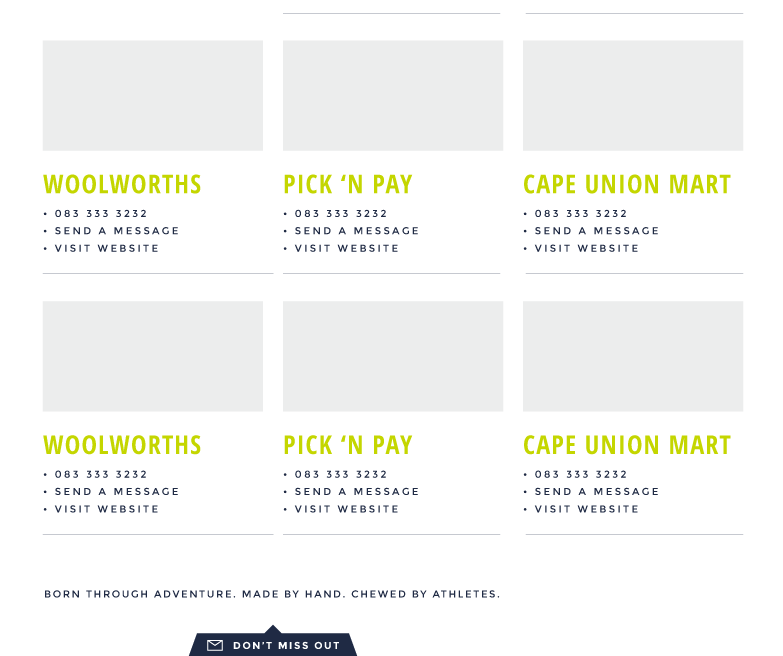 WOOLWORTHS
• 083 333 3232
• SEND A MESSAGE
• VISIT WEBSITE
PICK ‘N PAY
• 083 333 3232
• SEND A MESSAGE
• VISIT WEBSITE
CAPE UNION MART
• 083 333 3232
• SEND A MESSAGE
• VISIT WEBSITE
WOOLWORTHS
• 083 333 3232
• SEND A MESSAGE
• VISIT WEBSITE
PICK ‘N PAY
• 083 333 3232
• SEND A MESSAGE
• VISIT WEBSITE
CAPE UNION MART
• 083 333 3232
• SEND A MESSAGE
• VISIT WEBSITE
BORN THROUGH ADVENTURE. MADE BY HAND. CHEWED BY ATHLETES.
DON'T MISS OUT